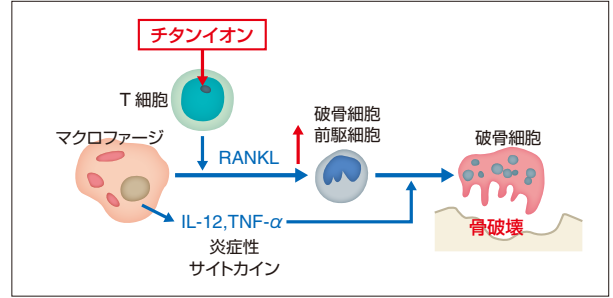 チタンイオン
T 細胞
マクロファージ
RANKL
破骨細胞
前駆細胞
破骨細胞
IL-12,TNF-α
炎症性
サイトカイン
骨破壊